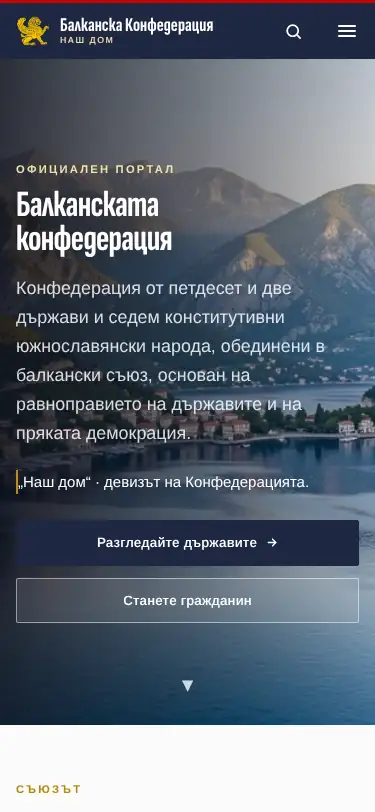 Балканска Конфедерация
НАШ ДОМ
ОФИЦИАЛЕН ПОРТАЛ
Балканската
конфедерация
Конфедерация от петдесет и две
държави и седем конститутивни
южнославянски народа, обединени в
балкански съюз, основан на
равноправието на държавите и на
пряката демокрация.
„Наш дом“ · девизът на Конфедерацията.
Разгледайте държавите →
Станете гражданин
▼
СЪЮЗЪТ